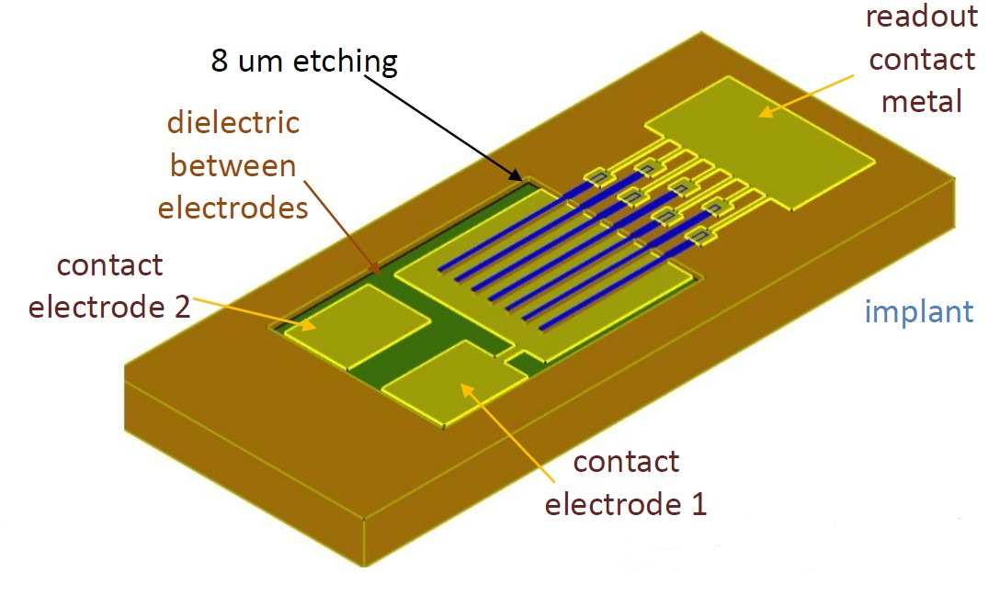 readout
contact
metal
8 um etching
dielectric
between
electrodes
contact
electrode 2
implant
contact
electrode 1